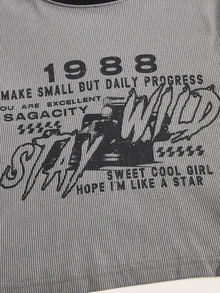 1988
MAKE SMALL BUT DAILY PROGRESS
YOU ARE EXCELLENT
SAGACITY
STAY WILD
SWEET COOL GIRL
HOPE I'M LIKE A STAR